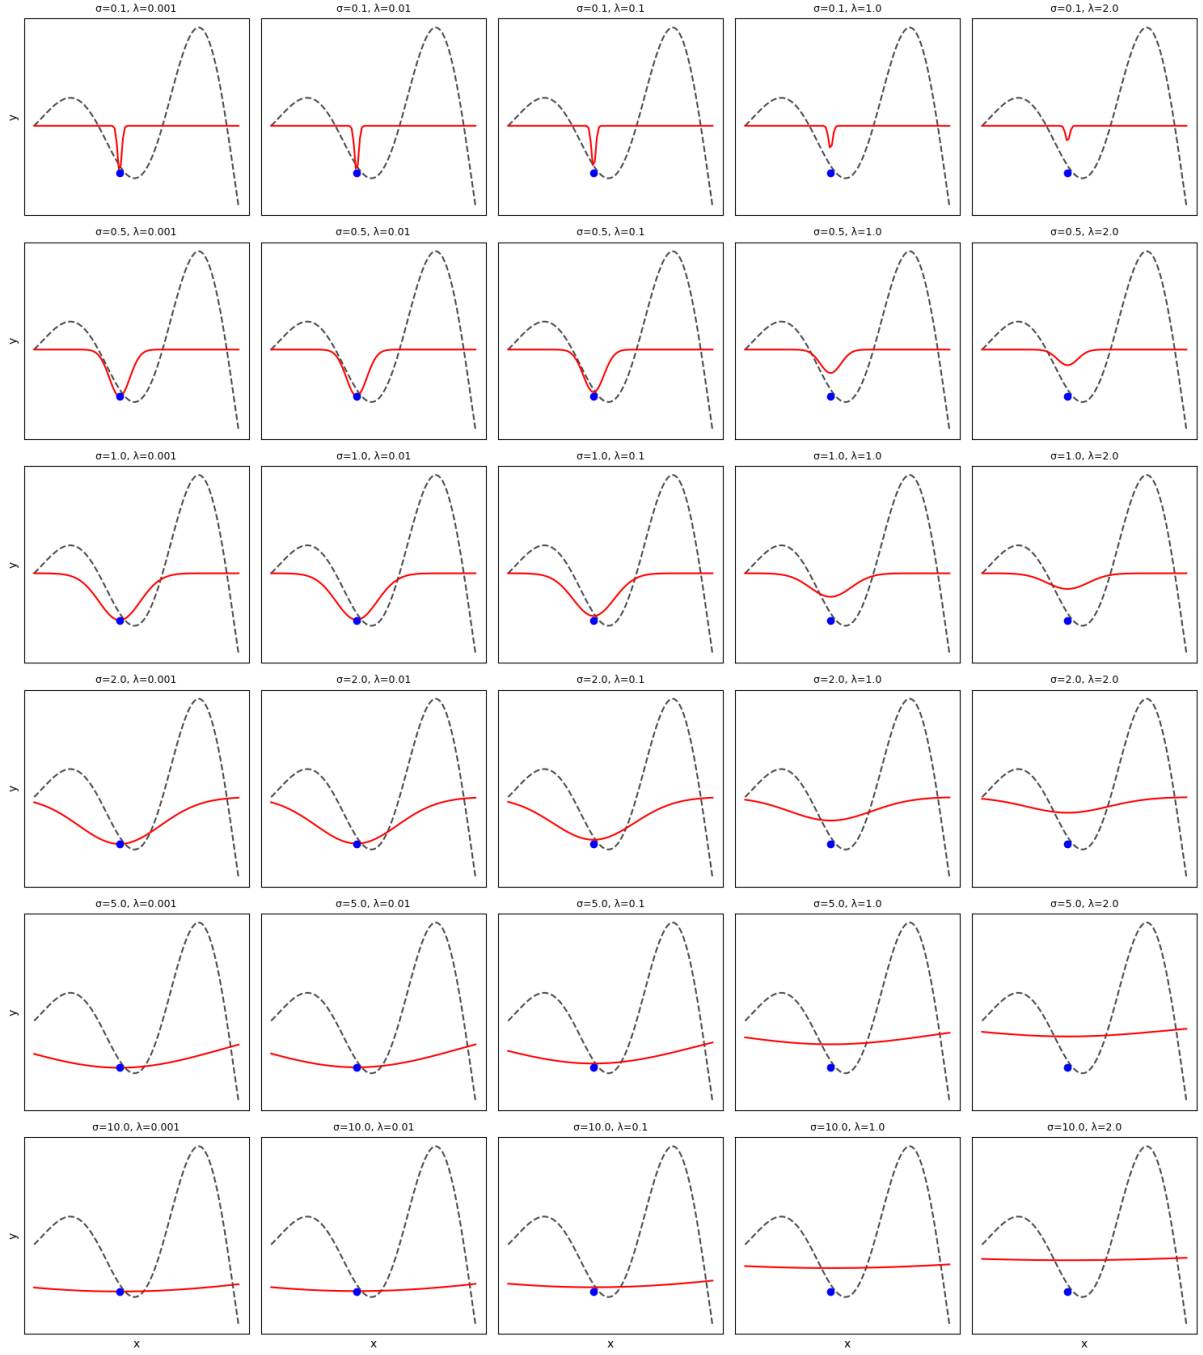 σ=0.1, λ=0.001
σ=0.1, λ=0.01
σ=0.1, λ=0.1
σ=0.1, λ=1.0
σ=0.1, λ=2.0
y
σ=0.5, λ=0.001
σ=0.5, λ=0.01
σ=0.5, λ=0.1
σ=0.5, λ=1.0
σ=0.5, λ=2.0
y
σ=1.0, λ=0.001
σ=1.0, λ=0.01
σ=1.0, λ=0.1
σ=1.0, λ=1.0
σ=1.0, λ=2.0
y
σ=2.0, λ=0.001
σ=2.0, λ=0.01
σ=2.0, λ=0.1
σ=2.0, λ=1.0
σ=2.0, λ=2.0
y
σ=5.0, λ=0.001
σ=5.0, λ=0.01
σ=5.0, λ=0.1
σ=5.0, λ=1.0
σ=5.0, λ=2.0
y
σ=10.0, λ=0.001
σ=10.0, λ=0.01
σ=10.0, λ=0.1
σ=10.0, λ=1.0
σ=10.0, λ=2.0
y
x
x
x
x
x